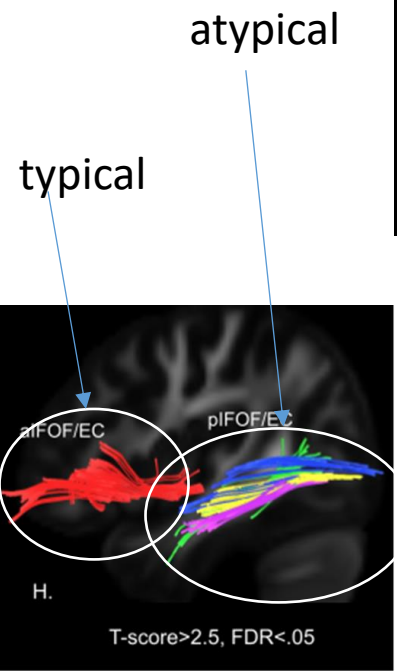 atypical
typical
aIFOF/EC
pIFOF/EC
H.
T-score>2.5, FDR<.05